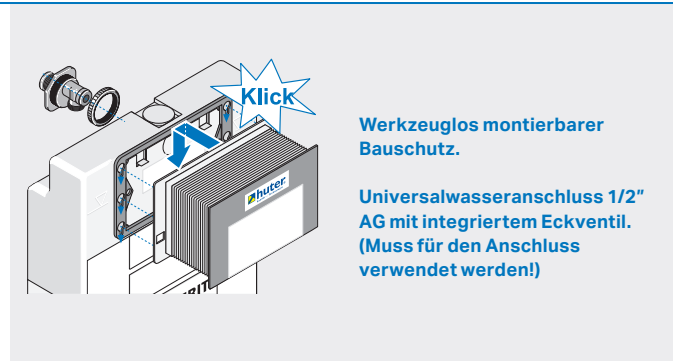 Klick
huter
Werkzeuglos montierbarer
Bauschutz.
Universalwasseranschluss 1/2"
AG mit integriertem Eckventil.
(Muss für den Anschluss
verwendet werden!)